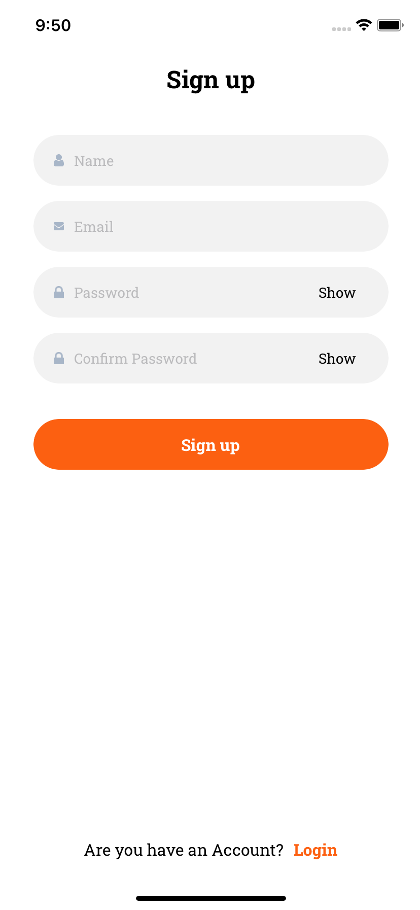 9:50
Sign up
Name
Email
Password Show
Confirm Password Show
Sign up
Are you have an Account? Login